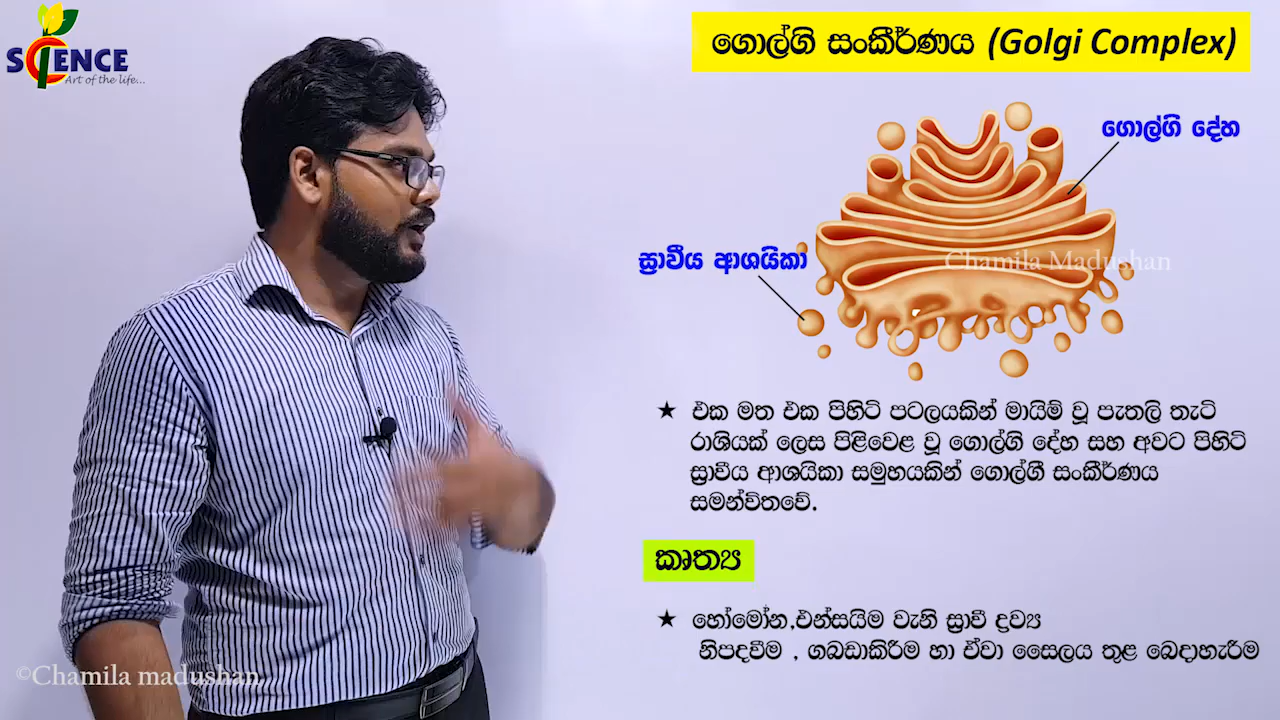 SCIENCE
Art of the life...
ගොල්ගි සංකීර්ණය (Golgi Complex)
ගොල්ගි දේහ
ස්‍රාවීය ආශයිකා
Chamila Madushan
★ එක මත එක පිහිටි පටලයකින් මායිම් වූ පැතලි තැටි
රාශියක් ලෙස පිළිවෙළ වූ ගොල්ගි දේහ සහ අවට පිහිටි
ස්‍රාවීය ආශයිකා සමුහයකින් ගොල්ගී සංකීර්ණය
සමන්විතවේ.
කෘත්‍ය
★ හෝමෝන,එන්සයිම වැනි ස්‍රාවී ද්‍රව්‍ය
නිපදවීම , ගබඩාකිරීම හා ඒවා සෛලය තුළ බෙදාහැරීම
©Chamila madushan